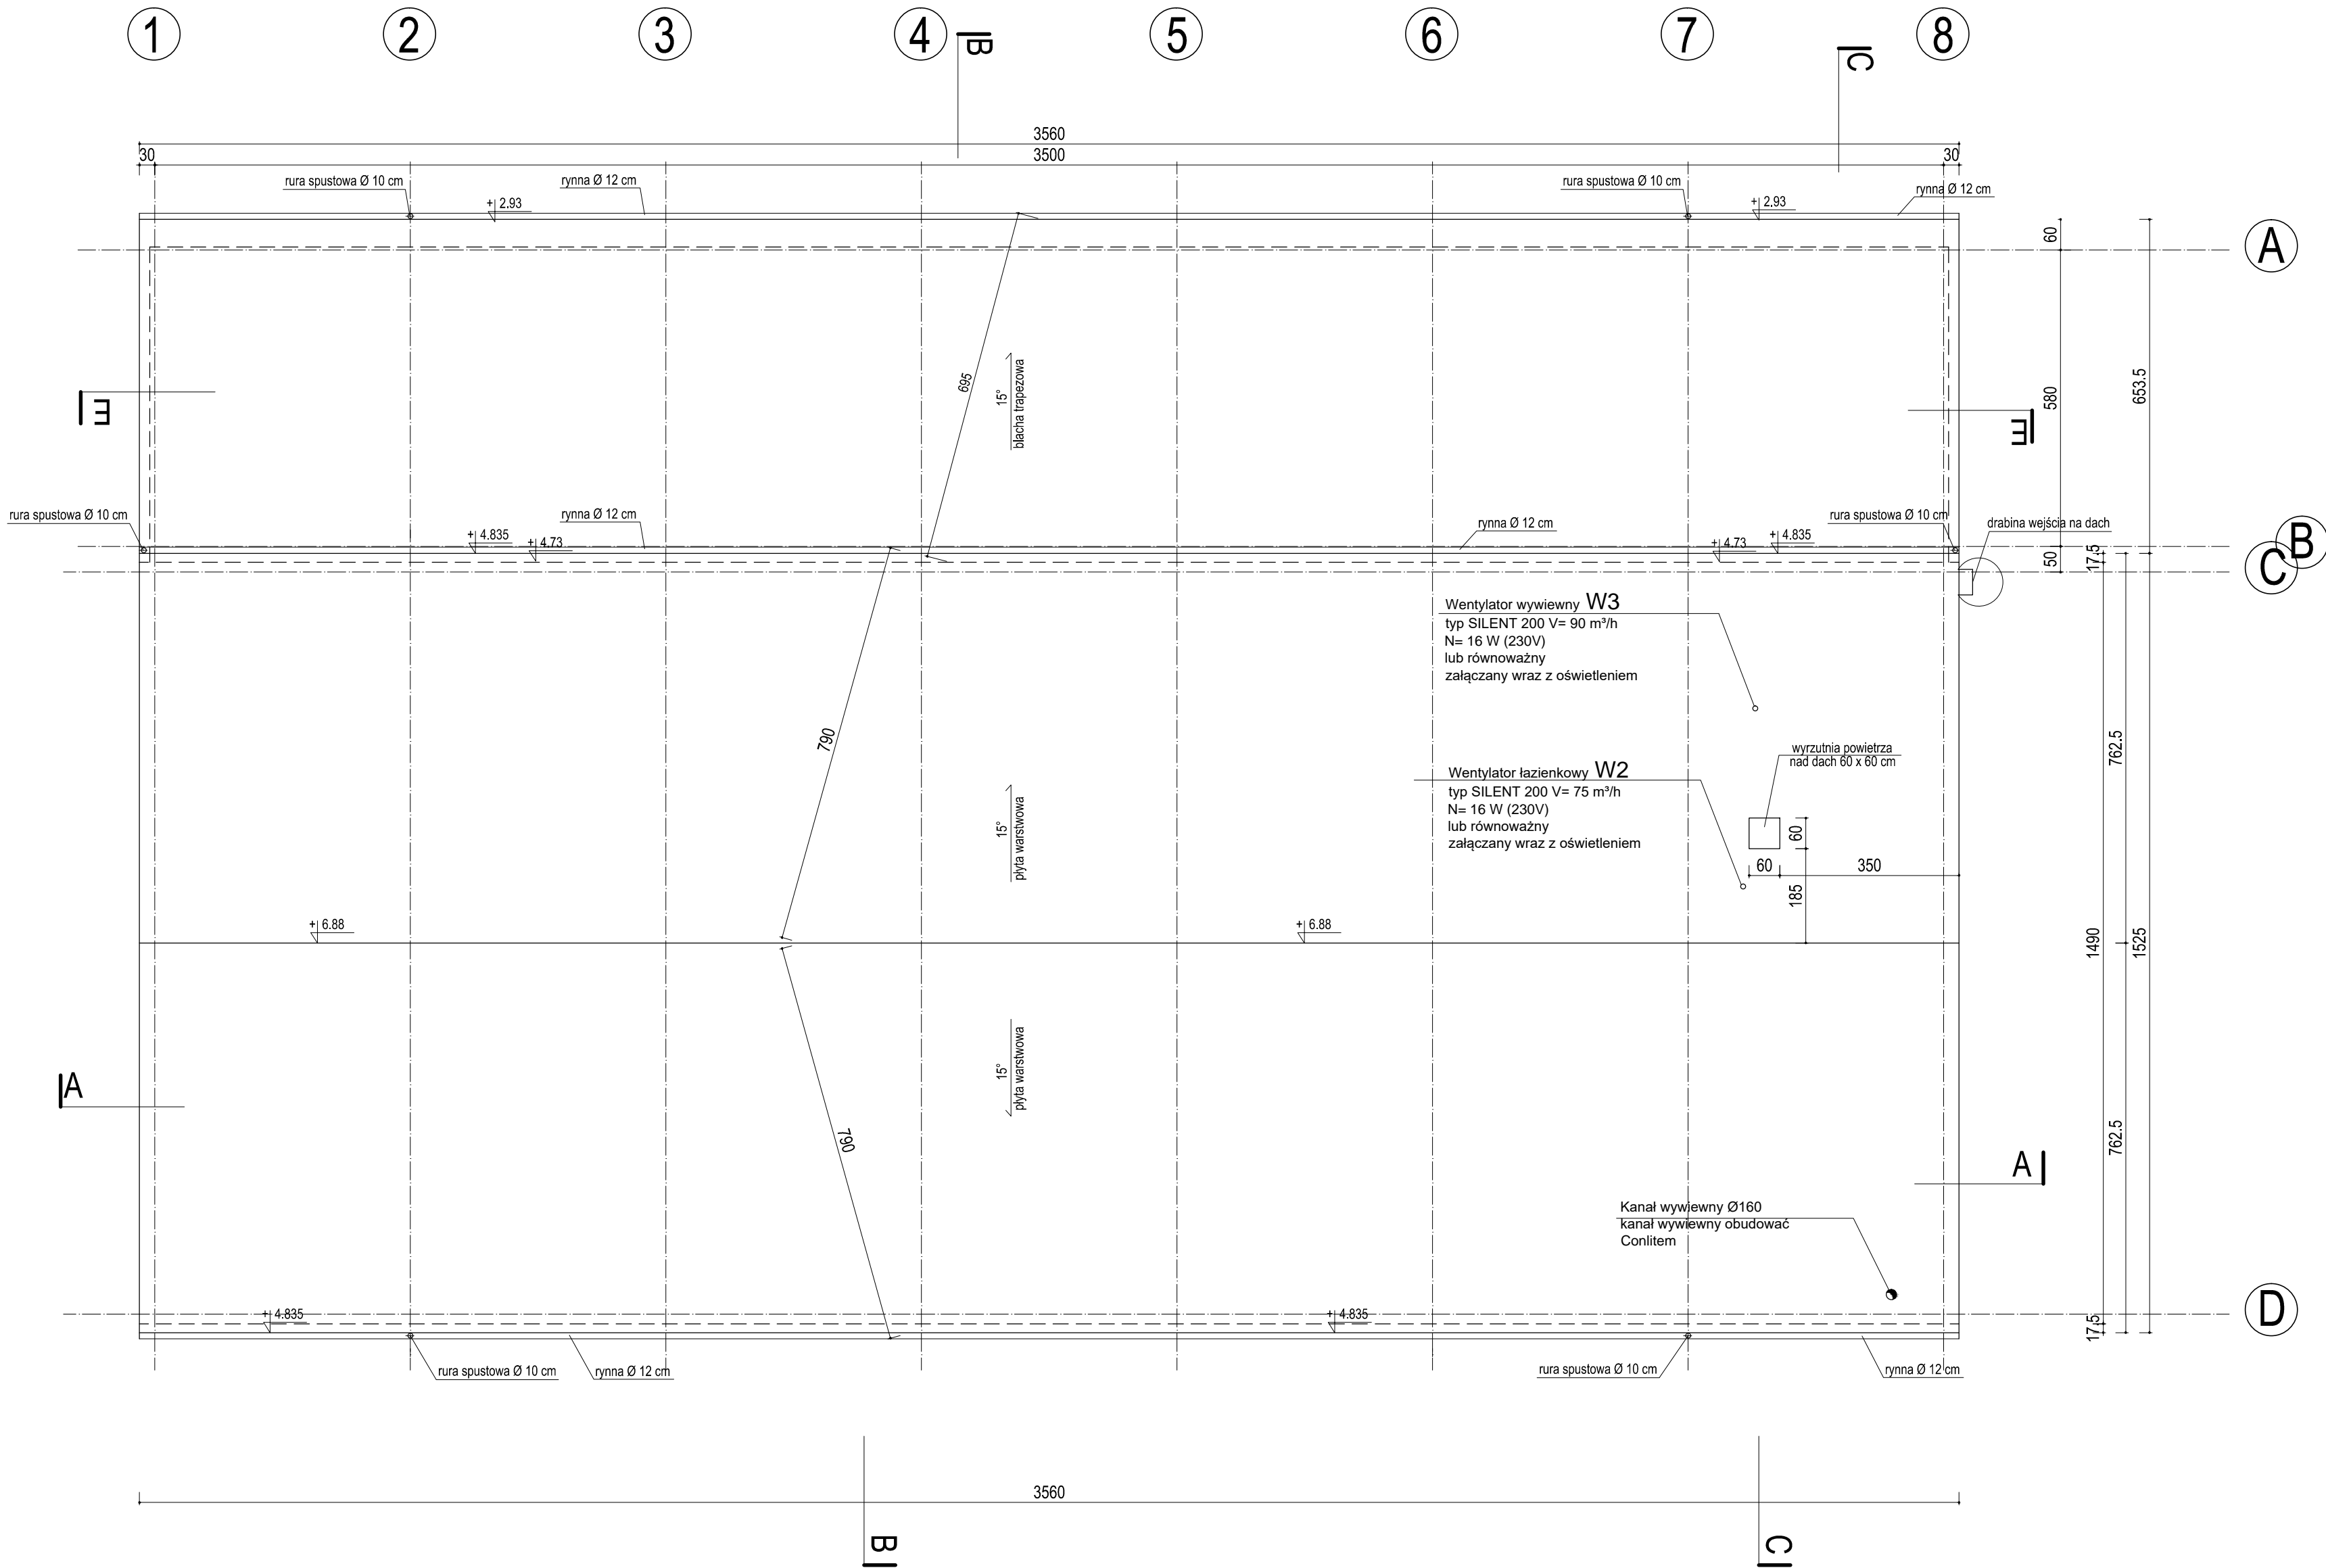 1 2 3 4 5 6 7 8
B C
3560
30 3500 30
rura spustowa Ø 10 cm
+ 2.93
rynna Ø 12 cm
rura spustowa Ø 10 cm
+ 2.93
rynna Ø 12 cm
60
A
695
15°
blacha trapezowa
E
E
580
653.5
rura spustowa Ø 10 cm
+ 4.835
+ 4.73
rynna Ø 12 cm
rynna Ø 12 cm
+ 4.73
+ 4.835
rura spustowa Ø 10 cm
drabina wejścia na dach
50
17.5
B
C
Wentylator wywiewny W3
typ SILENT 200 V= 90 m³/h
N= 16 W (230V)
lub równoważny
załączany wraz z oświetleniem
790
762.5
wyrzutnia powietrza
nad dach 60 x 60 cm
Wentylator łazienkowy W2
typ SILENT 200 V= 75 m³/h
N= 16 W (230V)
lub równoważny
załączany wraz z oświetleniem
15°
płyta warstwowa
60
60
350
185
+ 6.88
+ 6.88
1490
1525
15°
płyta warstwowa
A
790
762.5
A
Kanał wywiewny Ø160
kanał wywiewny obudować
Conlitem
+ 4.835
+ 4.835
17.5
D
rura spustowa Ø 10 cm
rynna Ø 12 cm
rura spustowa Ø 10 cm
rynna Ø 12 cm
3560
B C